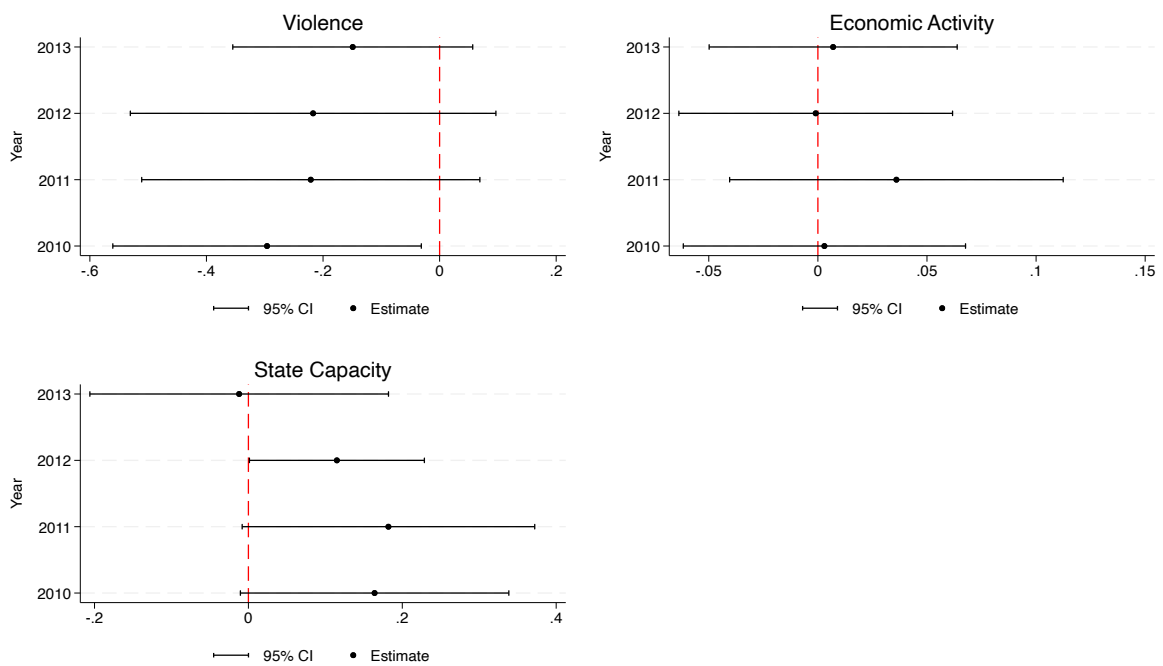 Violence
2013
2012
2011
2010
Year
-.6 -.4 -.2 0 .2
95% CI Estimate
Economic Activity
2013
2012
2011
2010
Year
-.05 0 .05 .1 .15
95% CI Estimate
State Capacity
2013
2012
2011
2010
Year
-.2 0 .2 .4
95% CI Estimate